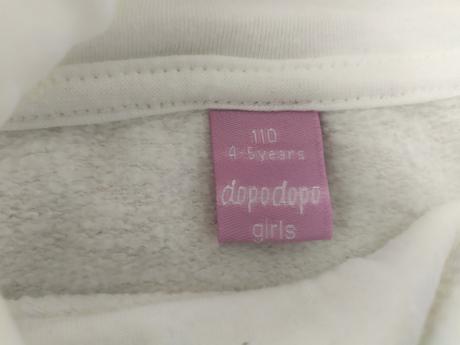 110
4-5years
dopodopo
girls